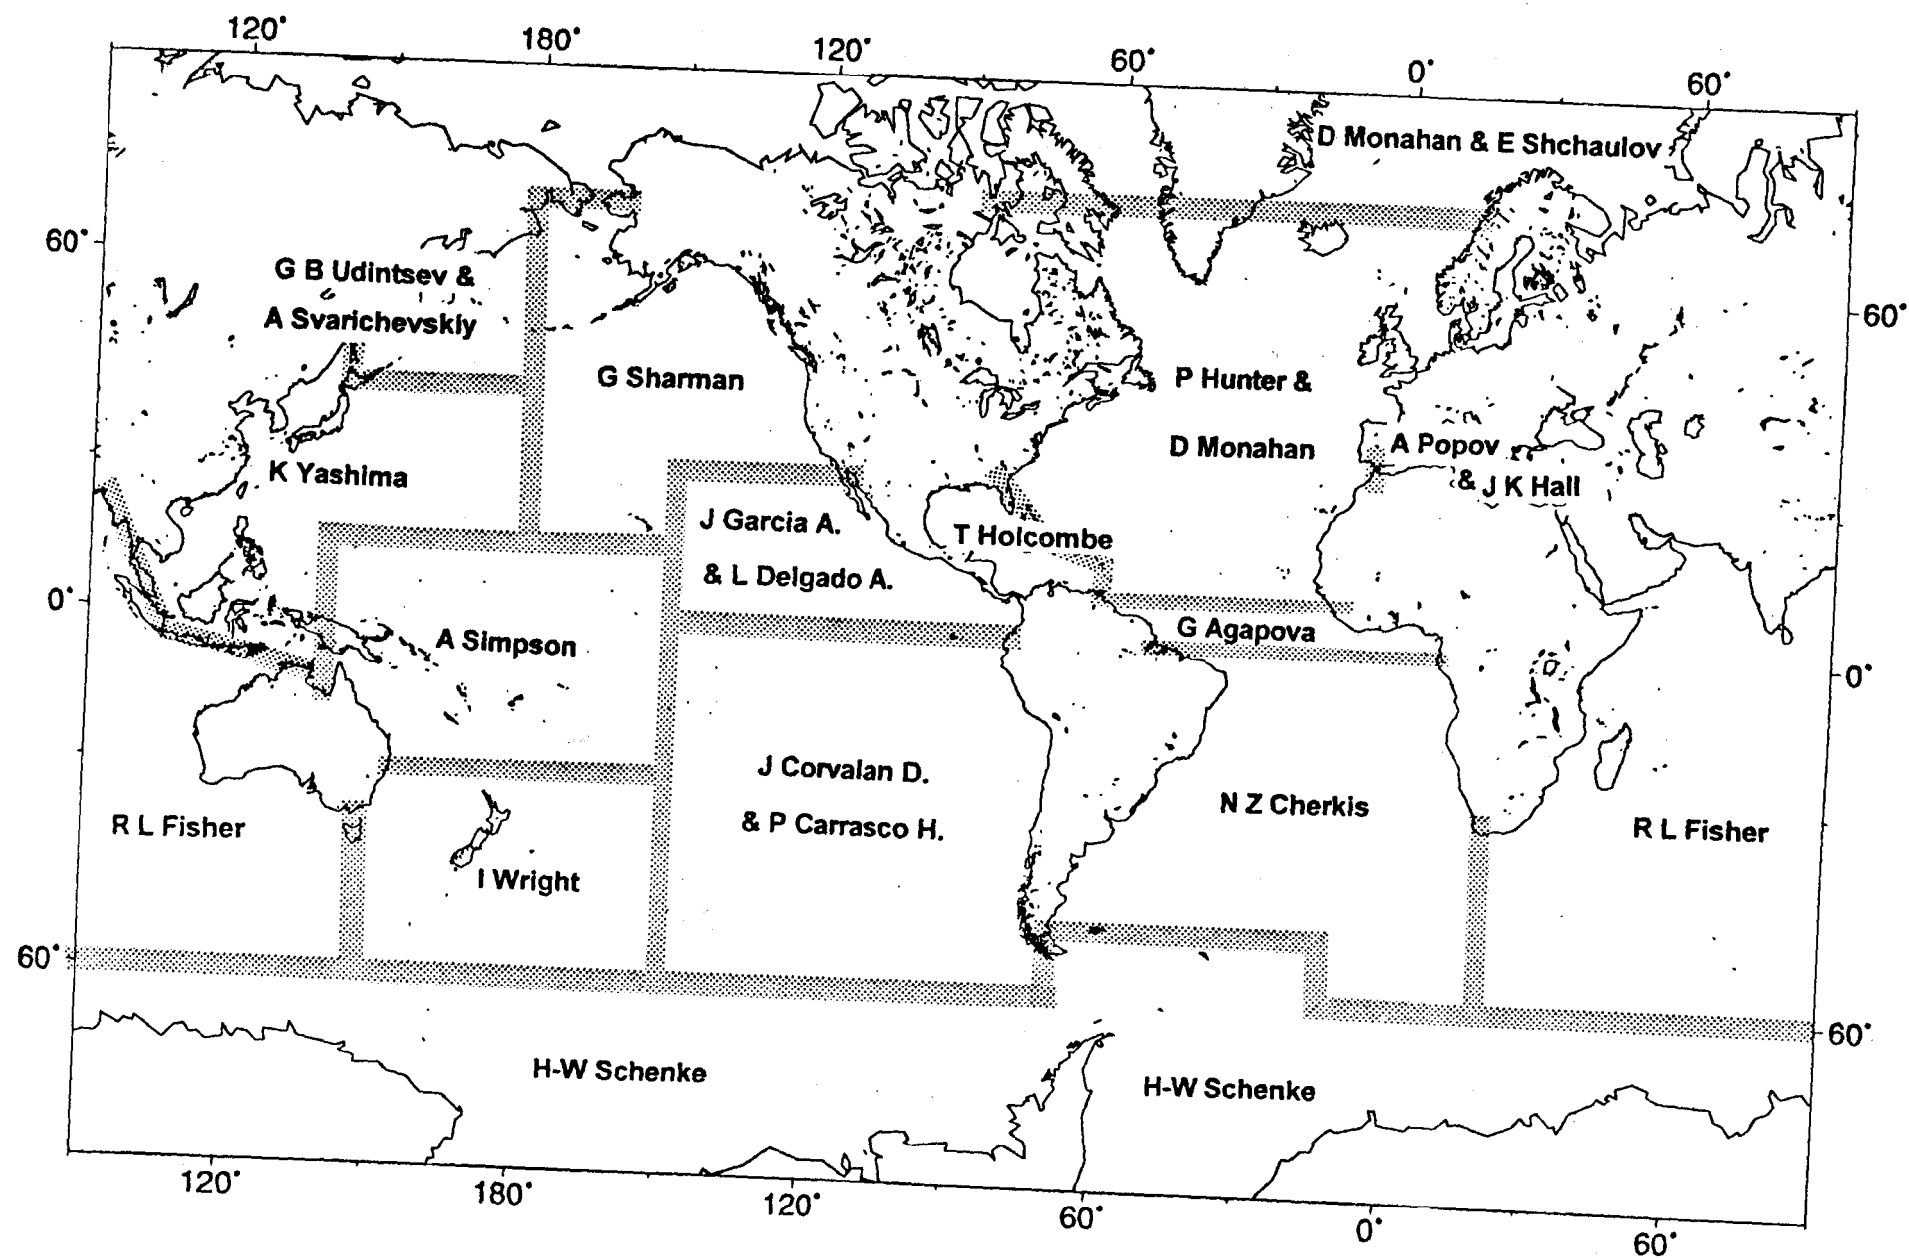 120° 180° 120° 60° 0° 60°
D Monahan & E Shchaulov
60°
G B Udintsev &
A Svarichevskiy
60°
G Sharman
P Hunter &
D Monahan
A Popov
& J K Hall
K Yashima
J Garcia A.
& L Delgado A.
T Holcombe
0°
A Simpson
G Agapova
0°
J Corvalan D.
& P Carrasco H.
N Z Cherkis
R L Fisher
R L Fisher
I Wright
60°
60°
H-W Schenke
H-W Schenke
120° 180° 120° 60° 0° 60°